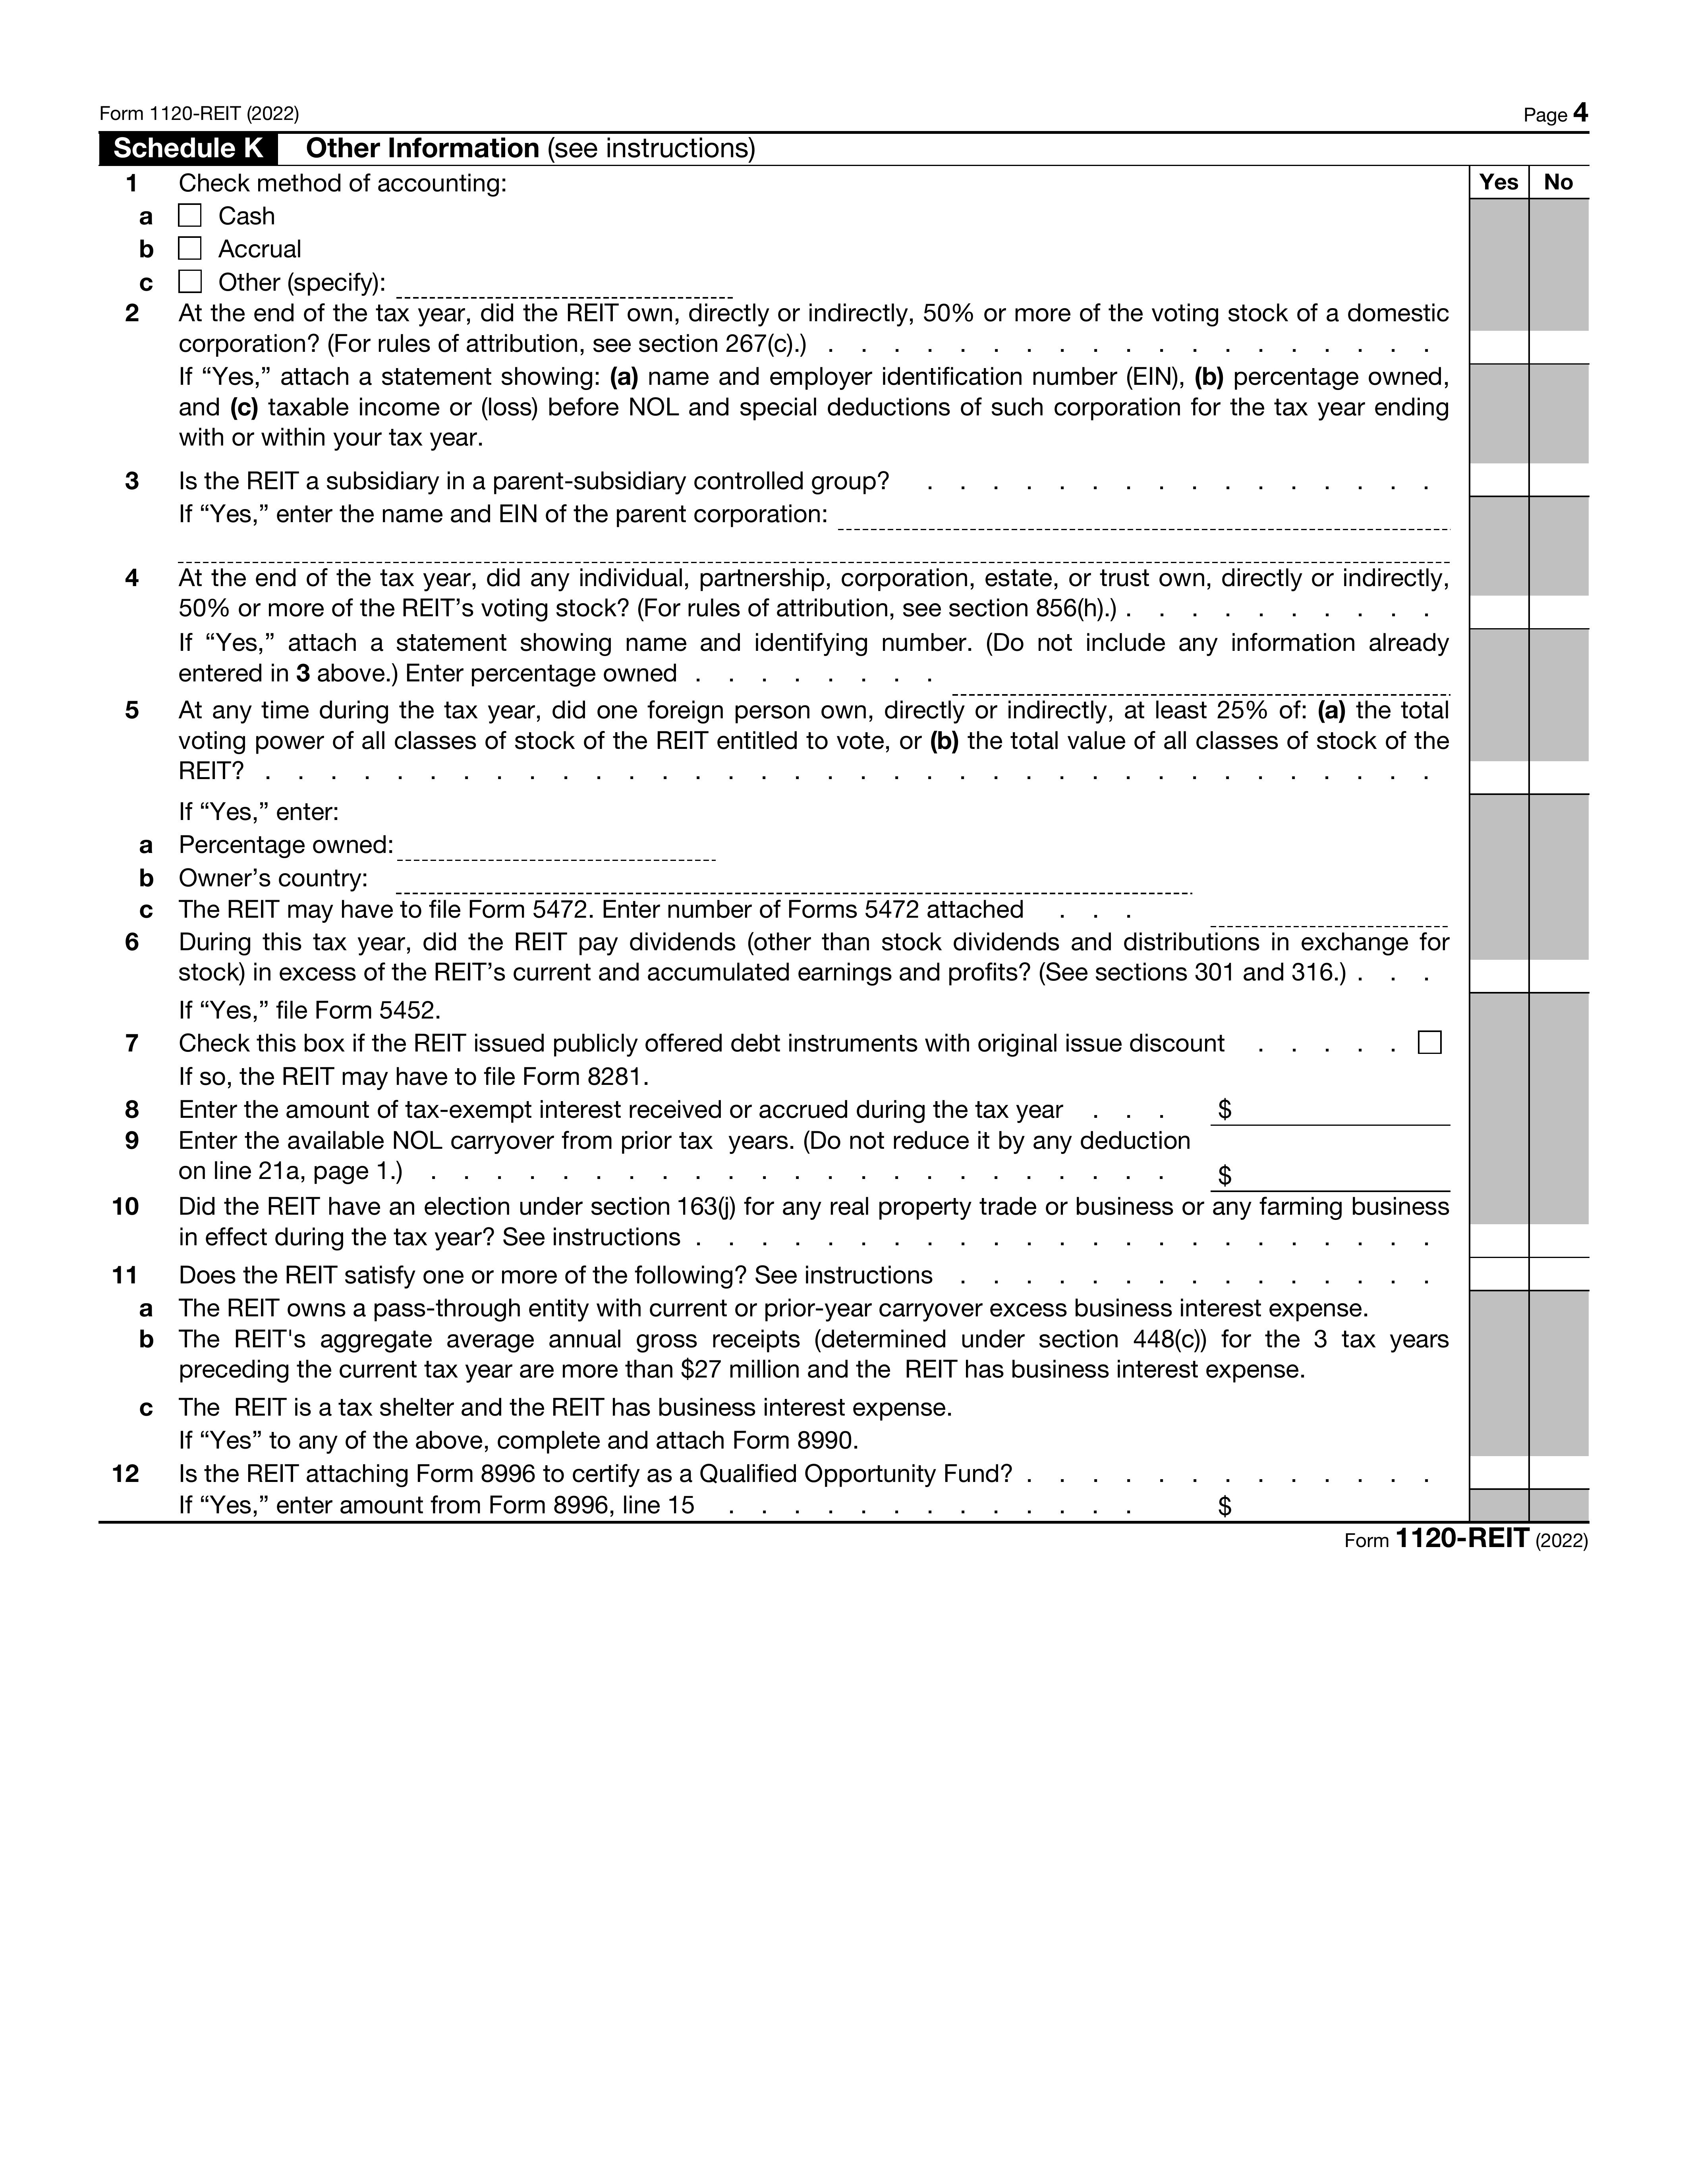 Form 1120-REIT (2022) Page 4
Schedule K Other Information (see instructions)
1 Check method of accounting: Yes No
a Cash
b Accrual
c Other (specify):
2 At the end of the tax year, did the REIT own, directly or indirectly, 50% or more of the voting stock of a domestic
corporation? (For rules of attribution, see section 267(c).) . . . . . . . . . . . . . . . . . . .
If “Yes,” attach a statement showing: (a) name and employer identification number (EIN), (b) percentage owned,
and (c) taxable income or (loss) before NOL and special deductions of such corporation for the tax year ending
with or within your tax year.
3 Is the REIT a subsidiary in a parent-subsidiary controlled group? . . . . . . . . . . . . . . . .
If “Yes,” enter the name and EIN of the parent corporation:
4 At the end of the tax year, did any individual, partnership, corporation, estate, or trust own, directly or indirectly,
50% or more of the REIT’s voting stock? (For rules of attribution, see section 856(h).) . . . . . . . . . .
If “Yes,” attach a statement showing name and identifying number. (Do not include any information already
entered in 3 above.) Enter percentage owned . . . . . . . .
5 At any time during the tax year, did one foreign person own, directly or indirectly, at least 25% of: (a) the total
voting power of all classes of stock of the REIT entitled to vote, or (b) the total value of all classes of stock of the
REIT? . . . . . . . . . . . . . . . . . . . . . . . . . . . . . . . . . . . .
If “Yes,” enter:
a Percentage owned:
b Owner’s country:
c The REIT may have to file Form 5472. Enter number of Forms 5472 attached . . .
6 During this tax year, did the REIT pay dividends (other than stock dividends and distributions in exchange for
stock) in excess of the REIT’s current and accumulated earnings and profits? (See sections 301 and 316.) . . .
If “Yes,” file Form 5452.
7 Check this box if the REIT issued publicly offered debt instruments with original issue discount . . . . .
If so, the REIT may have to file Form 8281.
8 Enter the amount of tax-exempt interest received or accrued during the tax year . . . $
9 Enter the available NOL carryover from prior tax years. (Do not reduce it by any deduction
on line 21a, page 1.) . . . . . . . . . . . . . . . . . . . . . . . $
10 Did the REIT have an election under section 163(j) for any real property trade or business or any farming business
in effect during the tax year? See instructions . . . . . . . . . . . . . . . . . . . . . . .
11 Does the REIT satisfy one or more of the following? See instructions . . . . . . . . . . . . . . .
a The REIT owns a pass-through entity with current or prior-year carryover excess business interest expense.
b The REIT's aggregate average annual gross receipts (determined under section 448(c)) for the 3 tax years
preceding the current tax year are more than $27 million and the REIT has business interest expense.
c The REIT is a tax shelter and the REIT has business interest expense.
If “Yes” to any of the above, complete and attach Form 8990.
12 Is the REIT attaching Form 8996 to certify as a Qualified Opportunity Fund? . . . . . . . . . . . . .
If “Yes,” enter amount from Form 8996, line 15 . . . . . . . . . . . . . $
Form 1120-REIT (2022)